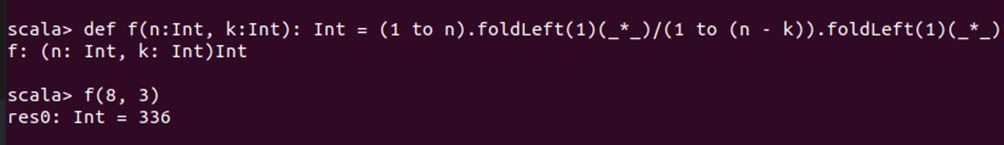 scala> def f(n:Int, k:Int): Int = (1 to n).foldLeft(1)(_*_)/(1 to (n - k)).foldLeft(1)(_*_)
f: (n: Int, k: Int)Int
scala> f(8, 3)
res0: Int = 336